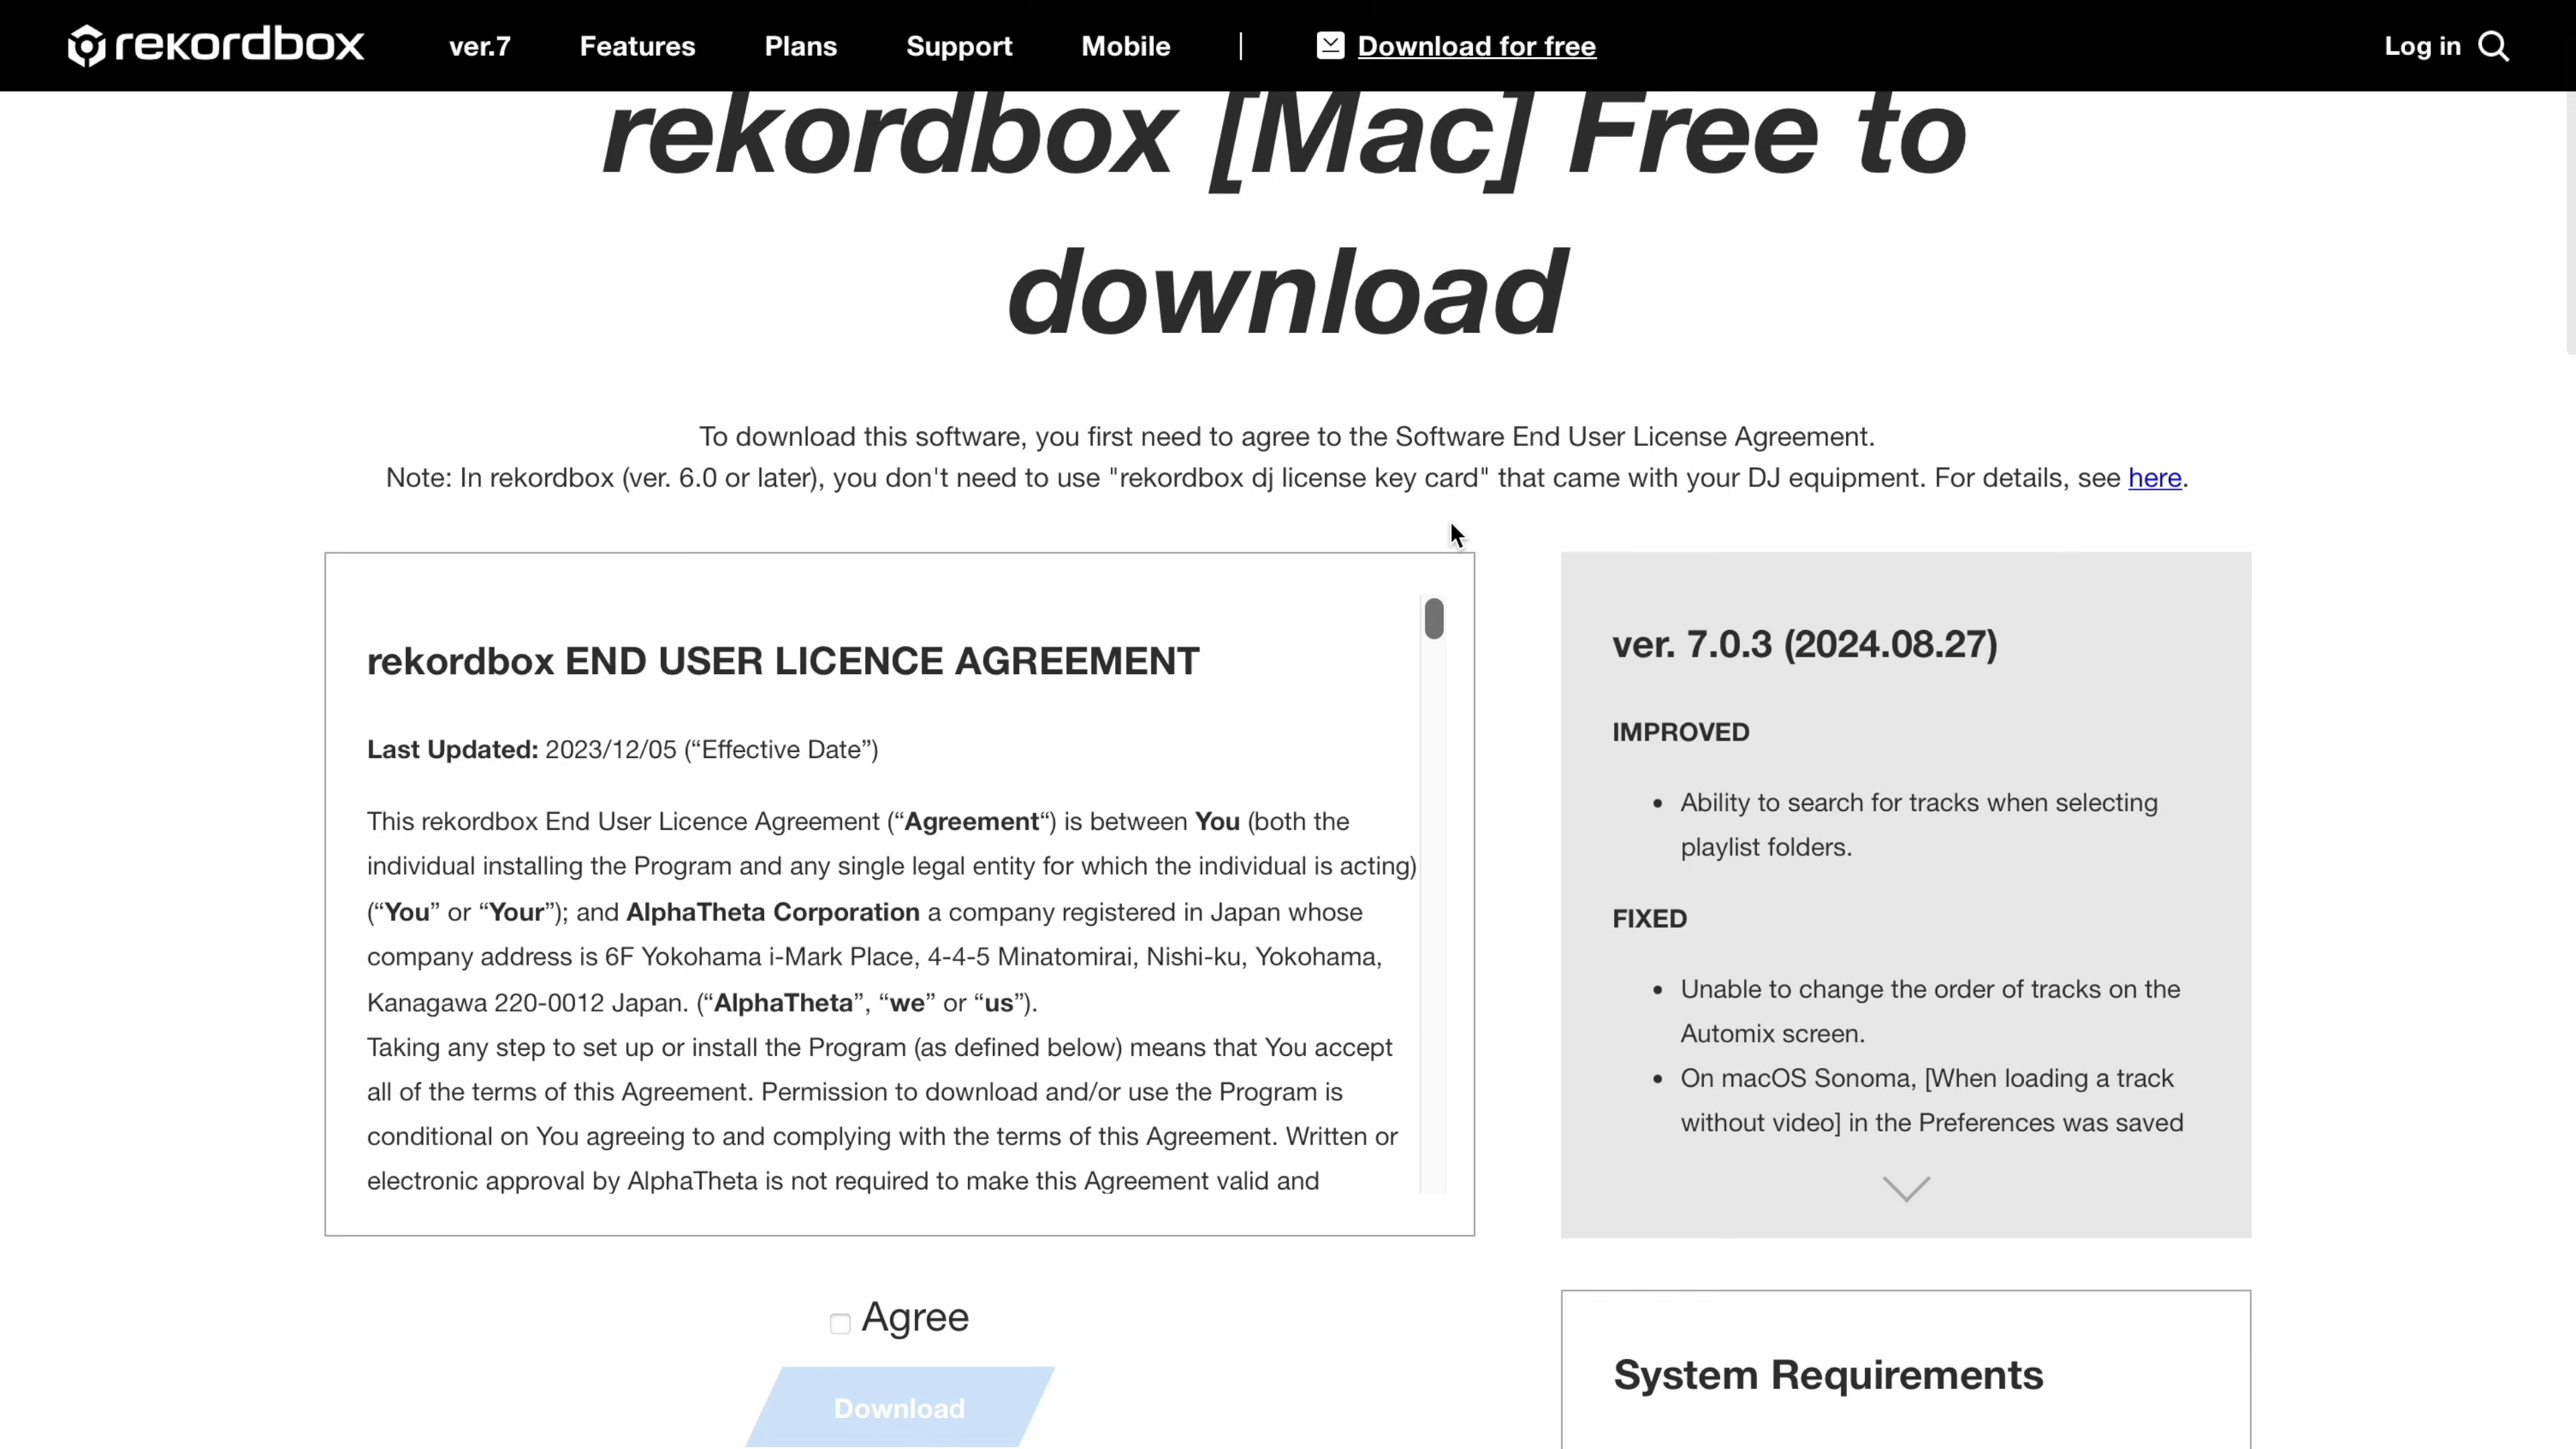 rekordbox ver.7 Features Plans Support Mobile | Download for free Log in
rekordbox [Mac] Free to
download
To download this software, you first need to agree to the Software End User License Agreement.
Note: In rekordbox (ver. 6.0 or later), you don't need to use "rekordbox dj license key card" that came with your DJ equipment. For details, see here.
rekordbox END USER LICENCE AGREEMENT
Last Updated: 2023/12/05 (“Effective Date”)
This rekordbox End User Licence Agreement (“Agreement“) is between You (both the
individual installing the Program and any single legal entity for which the individual is acting)
(“You” or “Your”); and AlphaTheta Corporation a company registered in Japan whose
company address is 6F Yokohama i-Mark Place, 4-4-5 Minatomirai, Nishi-ku, Yokohama,
Kanagawa 220-0012 Japan. (“AlphaTheta”, “we” or “us”).
Taking any step to set up or install the Program (as defined below) means that You accept
all of the terms of this Agreement. Permission to download and/or use the Program is
conditional on You agreeing to and complying with the terms of this Agreement. Written or
electronic approval by AlphaTheta is not required to make this Agreement valid and
Agree
Download
ver. 7.0.3 (2024.08.27)
IMPROVED
• Ability to search for tracks when selecting
playlist folders.
FIXED
• Unable to change the order of tracks on the
Automix screen.
• On macOS Sonoma, [When loading a track
without video] in the Preferences was saved
System Requirements